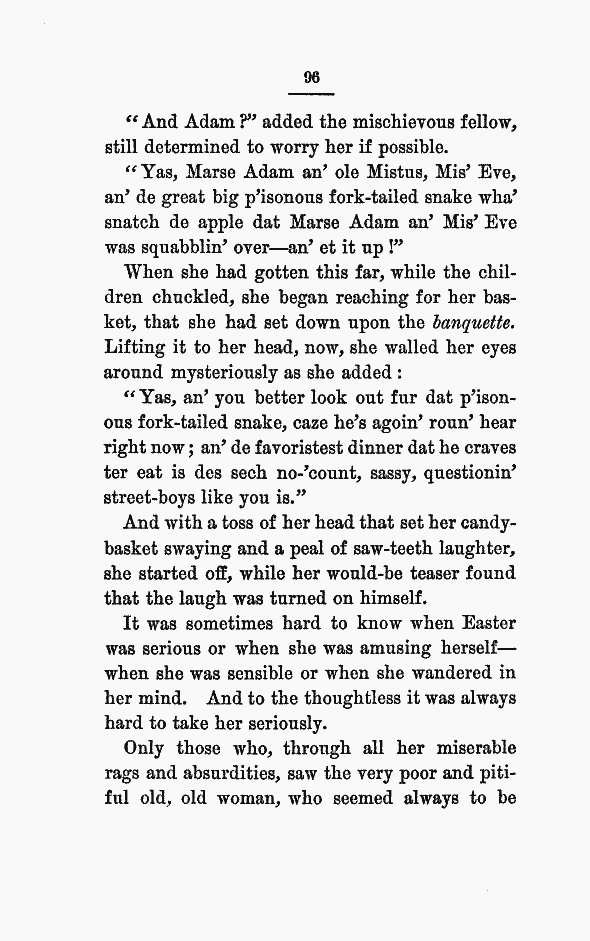 96
“And Adam?” added the mischievous fellow,
still determined to worry her if possible.
“Yas, Marse Adam an’ ole Mistus, Mis’ Eve,
an’ de great big p’isonous fork-tailed snake wha’
snatch de apple dat Marse Adam an’ Mis’ Eve
was squabblin’ over—an’ et it up!”
When she had gotten this far, while the chil-
dren chuckled, she began reaching for her bas-
ket, that she had set down upon the banquette.
Lifting it to her head, now, she walled her eyes
around mysteriously as she added:
“Yas, an’ you better look out fur dat p’ison-
ous fork-tailed snake, caze he’s agoin’ roun’ hear
right now; an’ de favoristest dinner dat he craves
ter eat is des sech no-’count, sassy, questionin’
street-boys like you is.”
And with a toss of her head that set her candy-
basket swaying and a peal of saw-teeth laughter,
she started off, while her would-be teaser found
that the laugh was turned on himself.
It was sometimes hard to know when Easter
was serious or when she was amusing herself—
when she was sensible or when she wandered in
her mind. And to the thoughtless it was always
hard to take her seriously.
Only those who, through all her miserable
rags and absurdities, saw the very poor and piti-
ful old, old woman, who seemed always to be